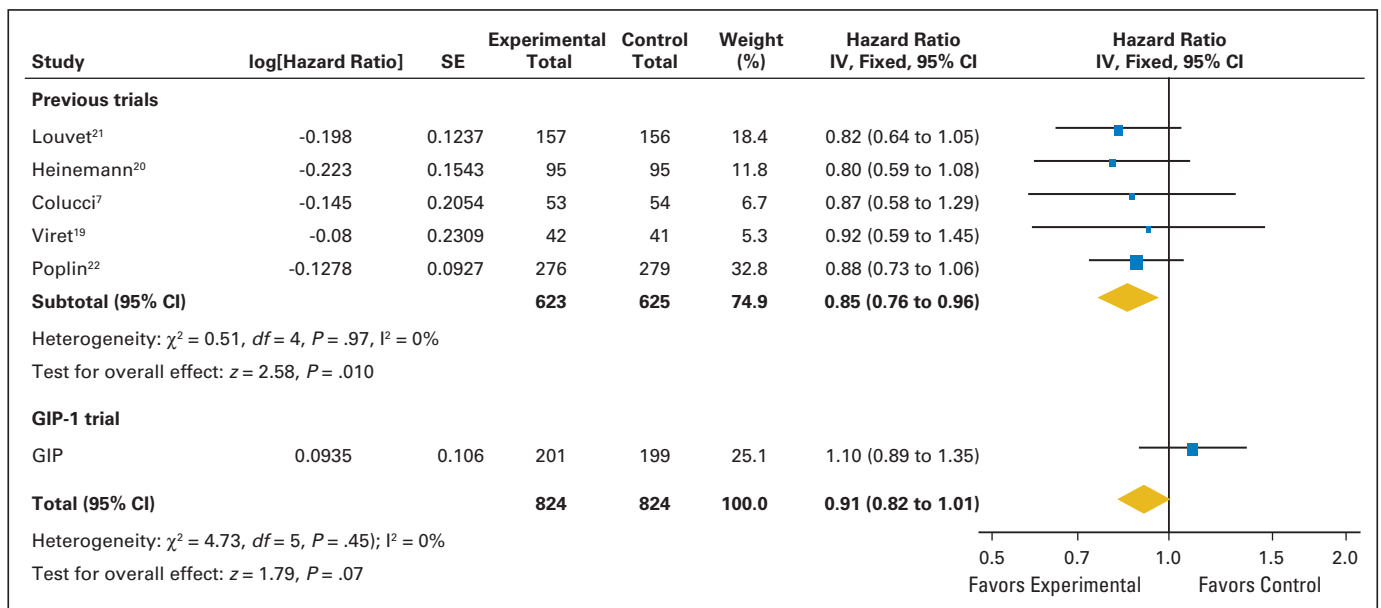 Study log[Hazard Ratio] SE Experimental Total Control Total Weight (%) Hazard Ratio IV, Fixed, 95% CI Hazard Ratio IV, Fixed, 95% CI
Previous trials
Louvet²¹ -0.198 0.1237 157 156 18.4 0.82 (0.64 to 1.05)
Heinemann²⁰ -0.223 0.1543 95 95 11.8 0.80 (0.59 to 1.08)
Colucci⁷ -0.145 0.2054 53 54 6.7 0.87 (0.58 to 1.29)
Viret¹⁹ -0.08 0.2309 42 41 5.3 0.92 (0.59 to 1.45)
Poplin²² -0.1278 0.0927 276 279 32.8 0.88 (0.73 to 1.06)
Subtotal (95% CI) 623 625 74.9 0.85 (0.76 to 0.96)
Heterogeneity: χ² = 0.51, df = 4, P = .97, I² = 0%
Test for overall effect: z = 2.58, P = .010
GIP-1 trial
GIP 0.0935 0.106 201 199 25.1 1.10 (0.89 to 1.35)
Total (95% CI) 824 824 100.0 0.91 (0.82 to 1.01)
Heterogeneity: χ² = 4.73, df = 5, P = .45); I² = 0%
Test for overall effect: z = 1.79, P = .07
0.5 0.7 1.0 1.5 2.0
Favors Experimental Favors Control